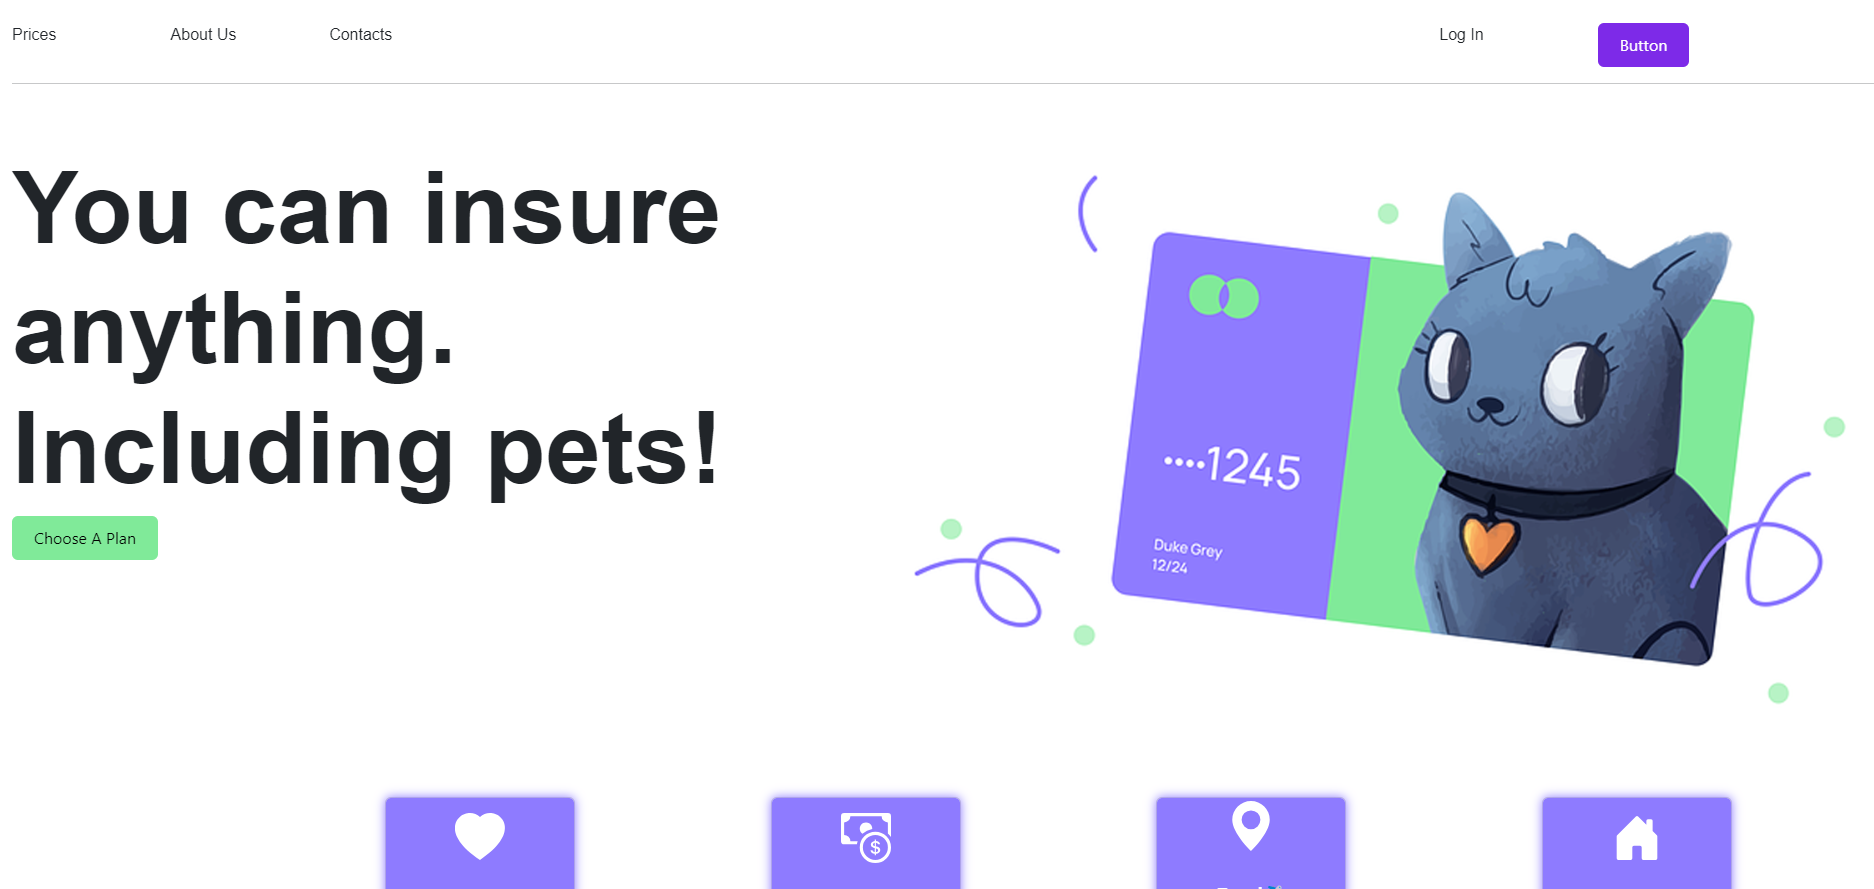 Prices
About Us
Contacts
Log In
Button
You can insure
anything.
Including pets!
Choose A Plan
••••1245
Duke Grey
12/24
$